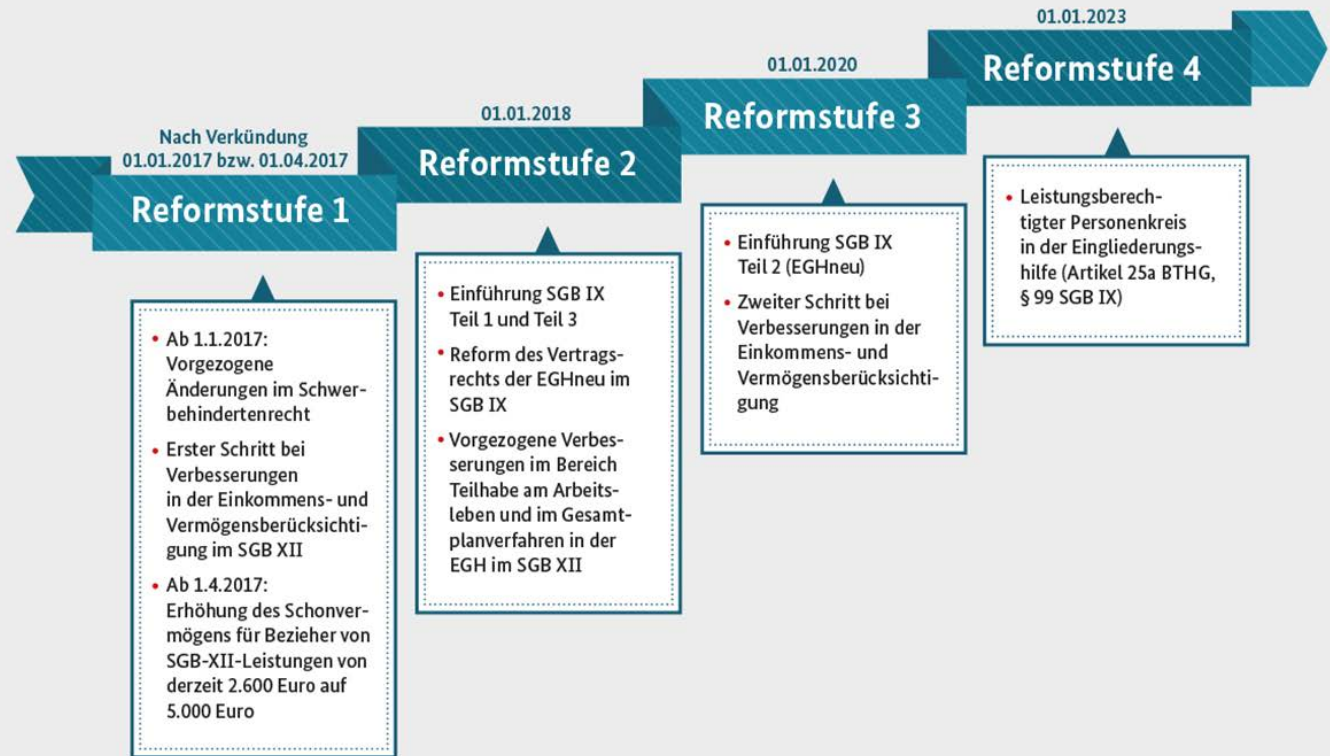 Nach Verkündung
01.01.2017 bzw. 01.04.2017
Reformstufe 1
• Ab 1.1.2017:
Vorgezogene
Änderungen im Schwer-
behindertenrecht
• Erster Schritt bei
Verbesserungen
in der Einkommens- und
Vermögensberücksichti-
gung im SGB XII
• Ab 1.4.2017:
Erhöhung des Schonver-
mögens für Bezieher von
SGB-XII-Leistungen von
derzeit 2.600 Euro auf
5.000 Euro
01.01.2018
Reformstufe 2
• Einführung SGB IX
Teil 1 und Teil 3
• Reform des Vertrags-
rechts der EGHneu im
SGB IX
• Vorgezogene Verbes-
serungen im Bereich
Teilhabe am Arbeits-
leben und im Gesamt-
planverfahren in der
EGH im SGB XII
01.01.2020
Reformstufe 3
• Einführung SGB IX
Teil 2 (EGHneu)
• Zweiter Schritt bei
Verbesserungen in der
Einkommens- und
Vermögensberücksichti-
gung
01.01.2023
Reformstufe 4
• Leistungsberech-
tigter Personenkreis
in der Eingliederungs-
hilfe (Artikel 25a BTHG,
§ 99 SGB IX)